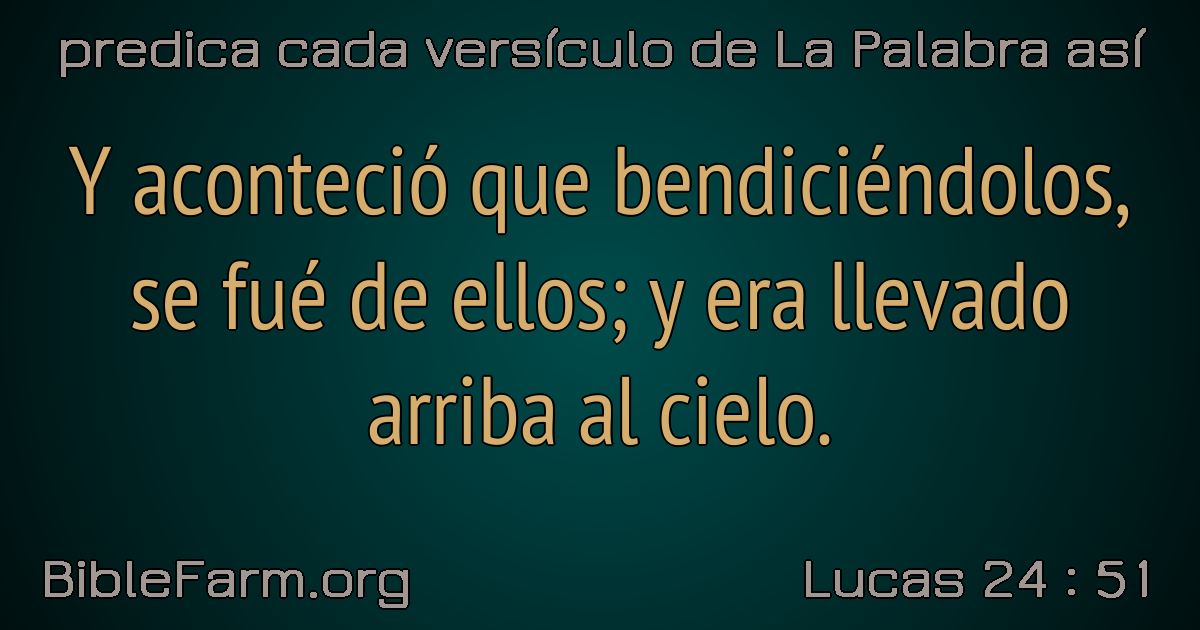 predica cada versículo de La Palabra así
Y aconteció que bendiciéndolos,
se fué de ellos; y era llevado
arriba al cielo.
BibleFarm.org
Lucas 24 : 51